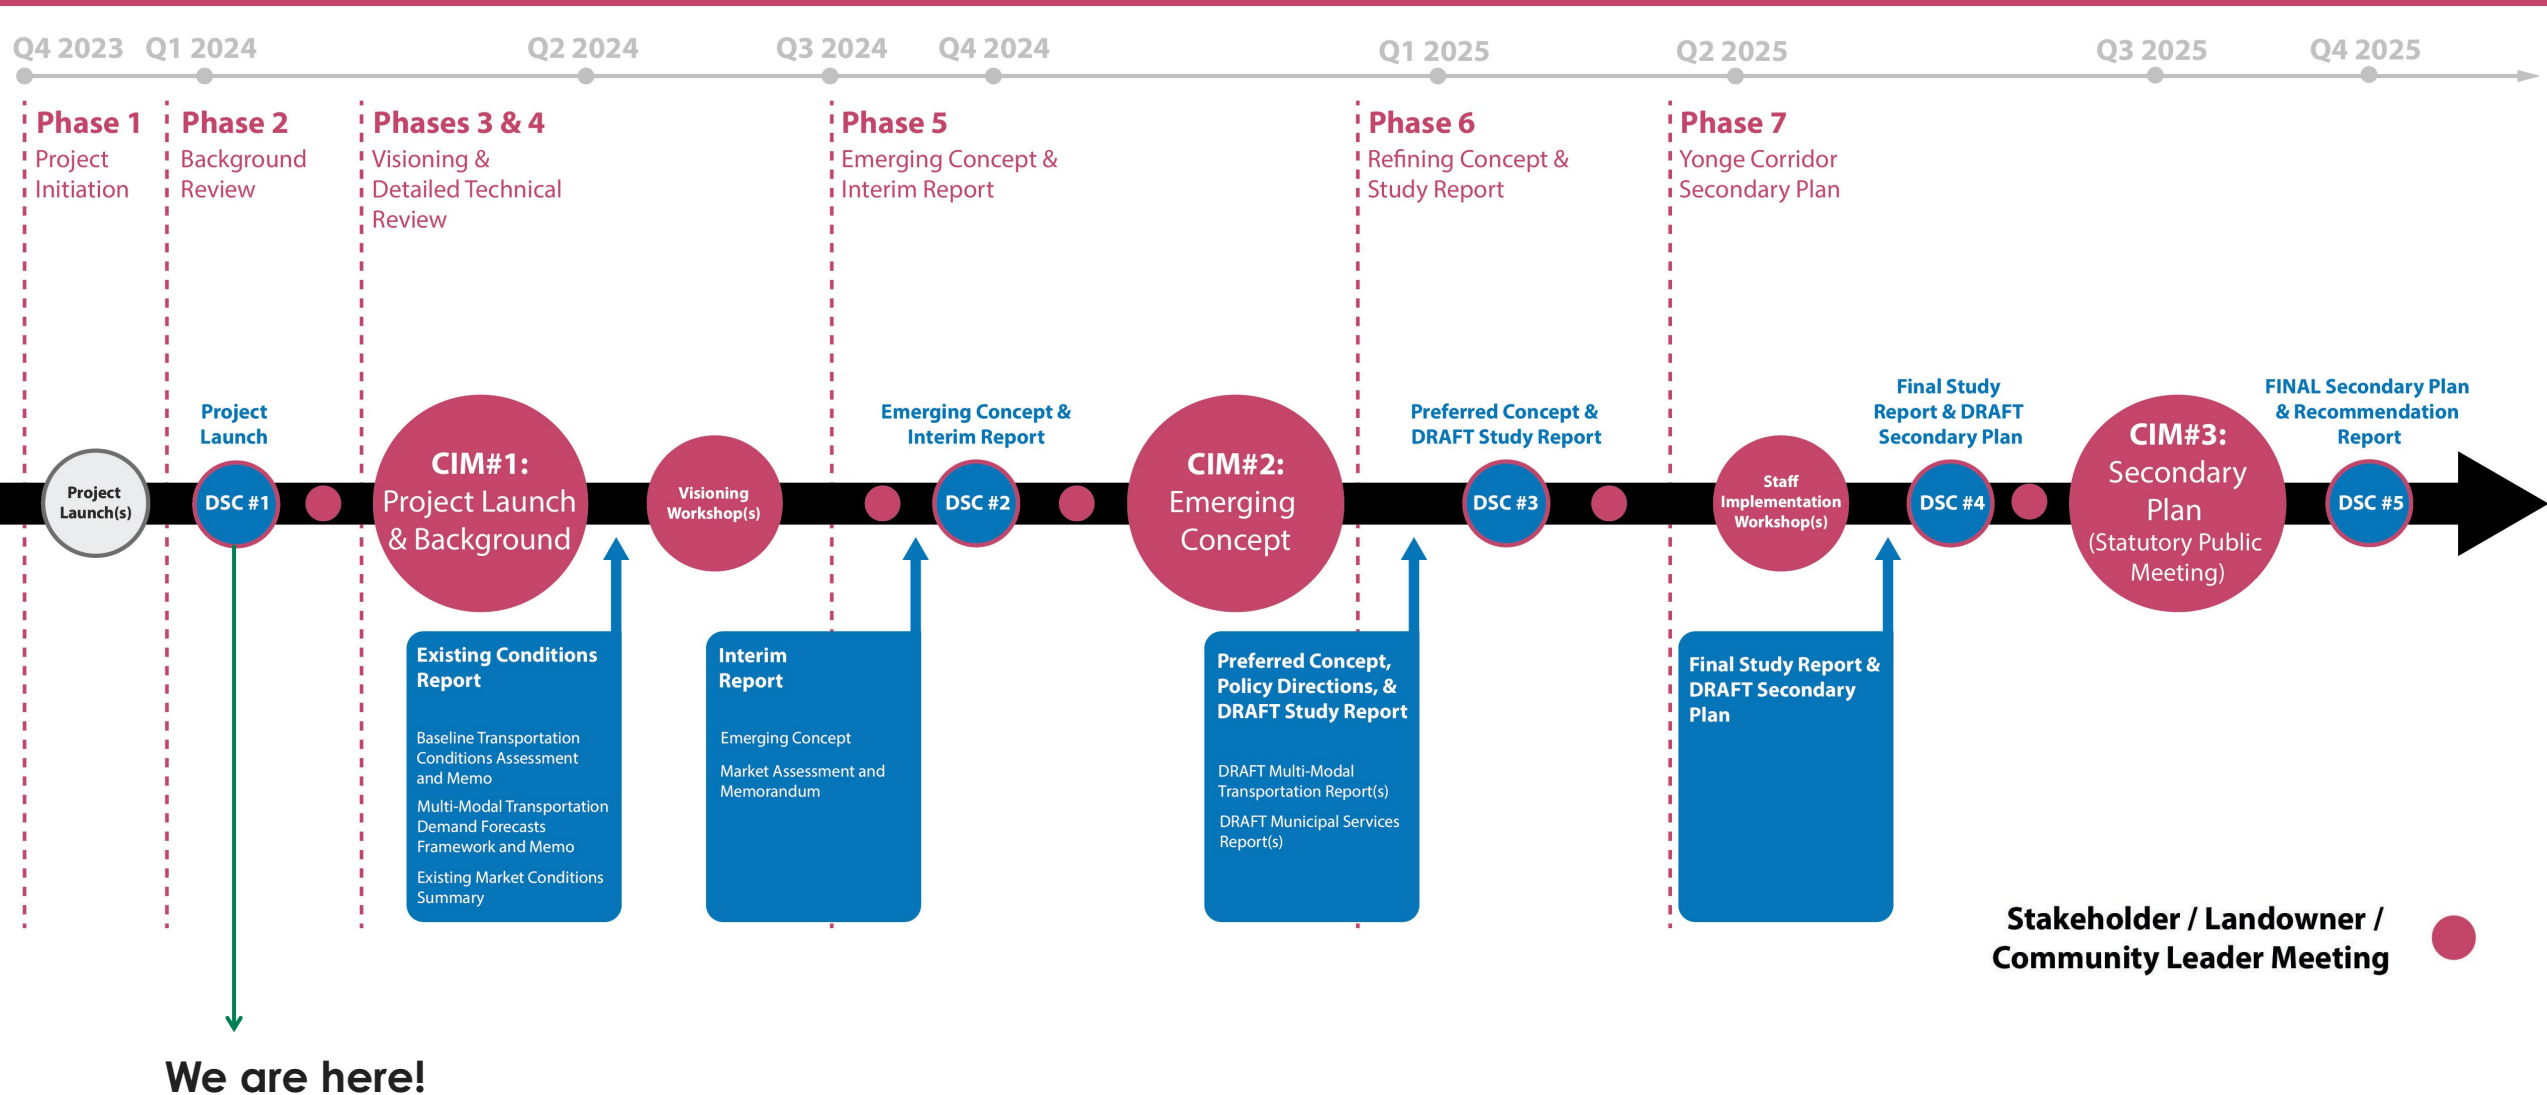 Q4 2023
Q1 2024
Q2 2024
Q3 2024
Q4 2024
Q1 2025
Q2 2025
Q3 2025
Q4 2025
Phase 1
Project
Initiation
Phase 2
Background
Review
Phases 3 & 4
Visioning &
Detailed Technical
Review
Phase 5
Emerging Concept &
Interim Report
Phase 6
Refining Concept &
Study Report
Phase 7
Yonge Corridor
Secondary Plan
Project
Launch(s)
Project
Launch
DSC #1
CIM#1:
Project Launch
& Background
Visioning
Workshop(s)
Emerging Concept &
Interim Report
DSC #2
CIM#2:
Emerging
Concept
Preferred Concept &
DRAFT Study Report
DSC #3
Staff
Implementation
Workshop(s)
Final Study
Report & DRAFT
Secondary Plan
DSC #4
CIM#3:
Secondary
Plan
(Statutory Public
Meeting)
FINAL Secondary Plan
& Recommendation
Report
DSC #5
Existing Conditions
Report
Baseline Transportation
Conditions Assessment
and Memo
Multi-Modal Transportation
Demand Forecasts
Framework and Memo
Existing Market Conditions
Summary
Interim
Report
Emerging Concept
Market Assessment and
Memorandum
Preferred Concept,
Policy Directions, &
DRAFT Study Report
DRAFT Multi-Modal
Transportation Report(s)
DRAFT Municipal Services
Report(s)
Final Study Report &
DRAFT Secondary
Plan
Stakeholder / Landowner /
Community Leader Meeting
We are here!